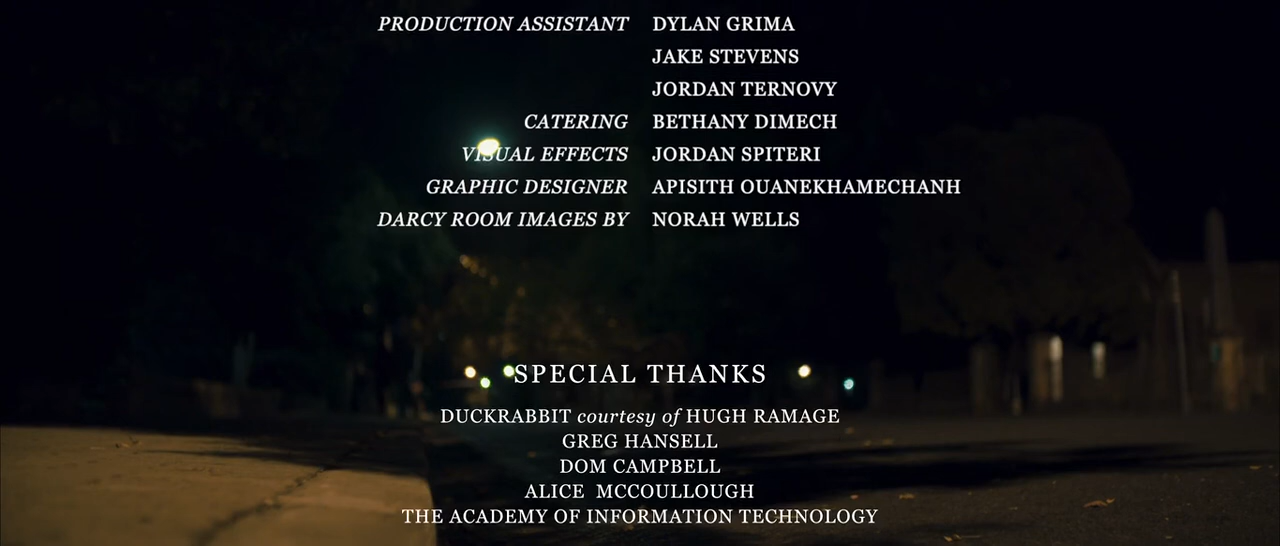 PRODUCTION ASSISTANT DYLAN GRIMA
JAKE STEVENS
JORDAN TERNOVY
CATERING BETHANY DIMECH
VISUAL EFFECTS JORDAN SPITERI
GRAPHIC DESIGNER APISITH OUANEKHAMECHANH
DARCY ROOM IMAGES BY NORAH WELLS
SPECIAL THANKS
DUCKRABBIT courtesy of HUGH RAMAGE
GREG HANSELL
DOM CAMPBELL
ALICE MCCOULLOUGH
THE ACADEMY OF INFORMATION TECHNOLOGY